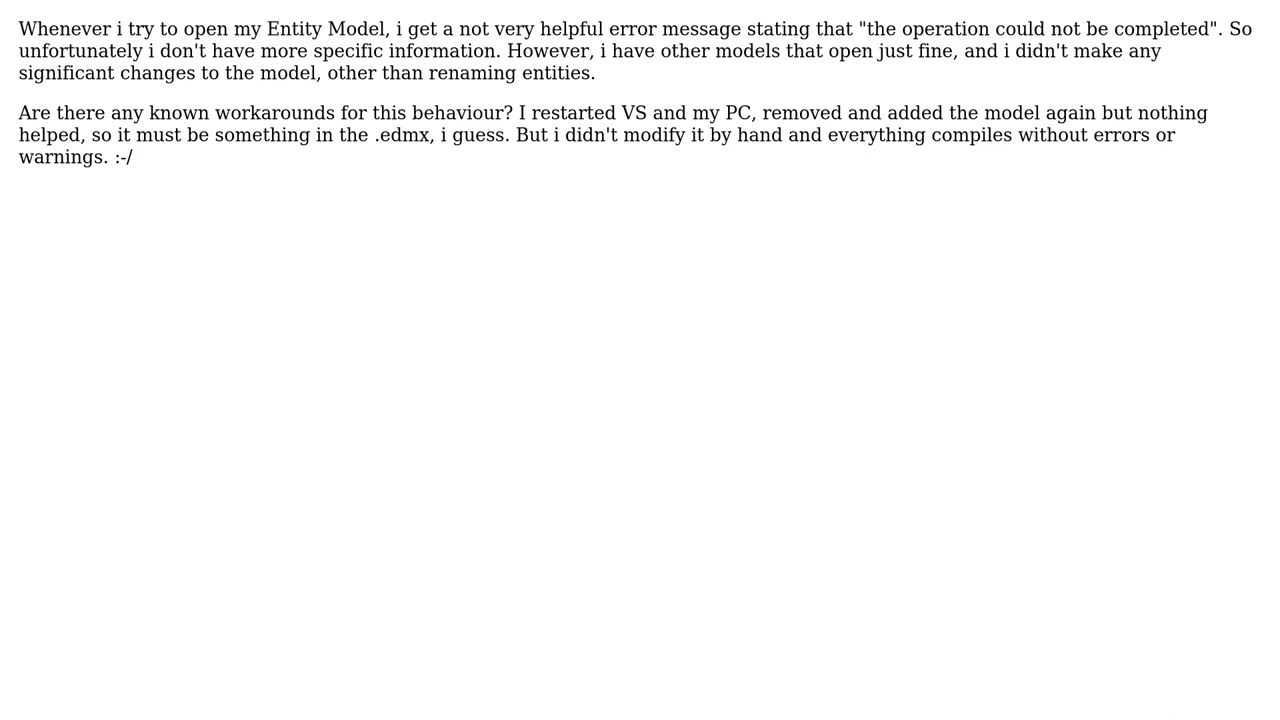 Whenever i try to open my Entity Model, i get a not very helpful error message stating that "the operation could not be completed". So
unfortunately i don't have more specific information. However, i have other models that open just fine, and i didn't make any
significant changes to the model, other than renaming entities.
Are there any known workarounds for this behaviour? I restarted VS and my PC, removed and added the model again but nothing
helped, so it must be something in the .edmx, i guess. But i didn't modify it by hand and everything compiles without errors or
warnings. :-/